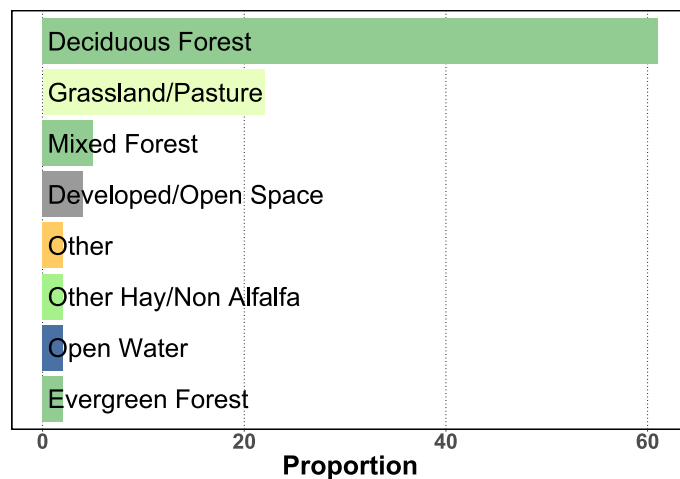 Deciduous Forest
Grassland/Pasture
Mixed Forest
Developed/Open Space
Other
Other Hay/Non Alfalfa
Open Water
Evergreen Forest
0 20 40 60
Proportion